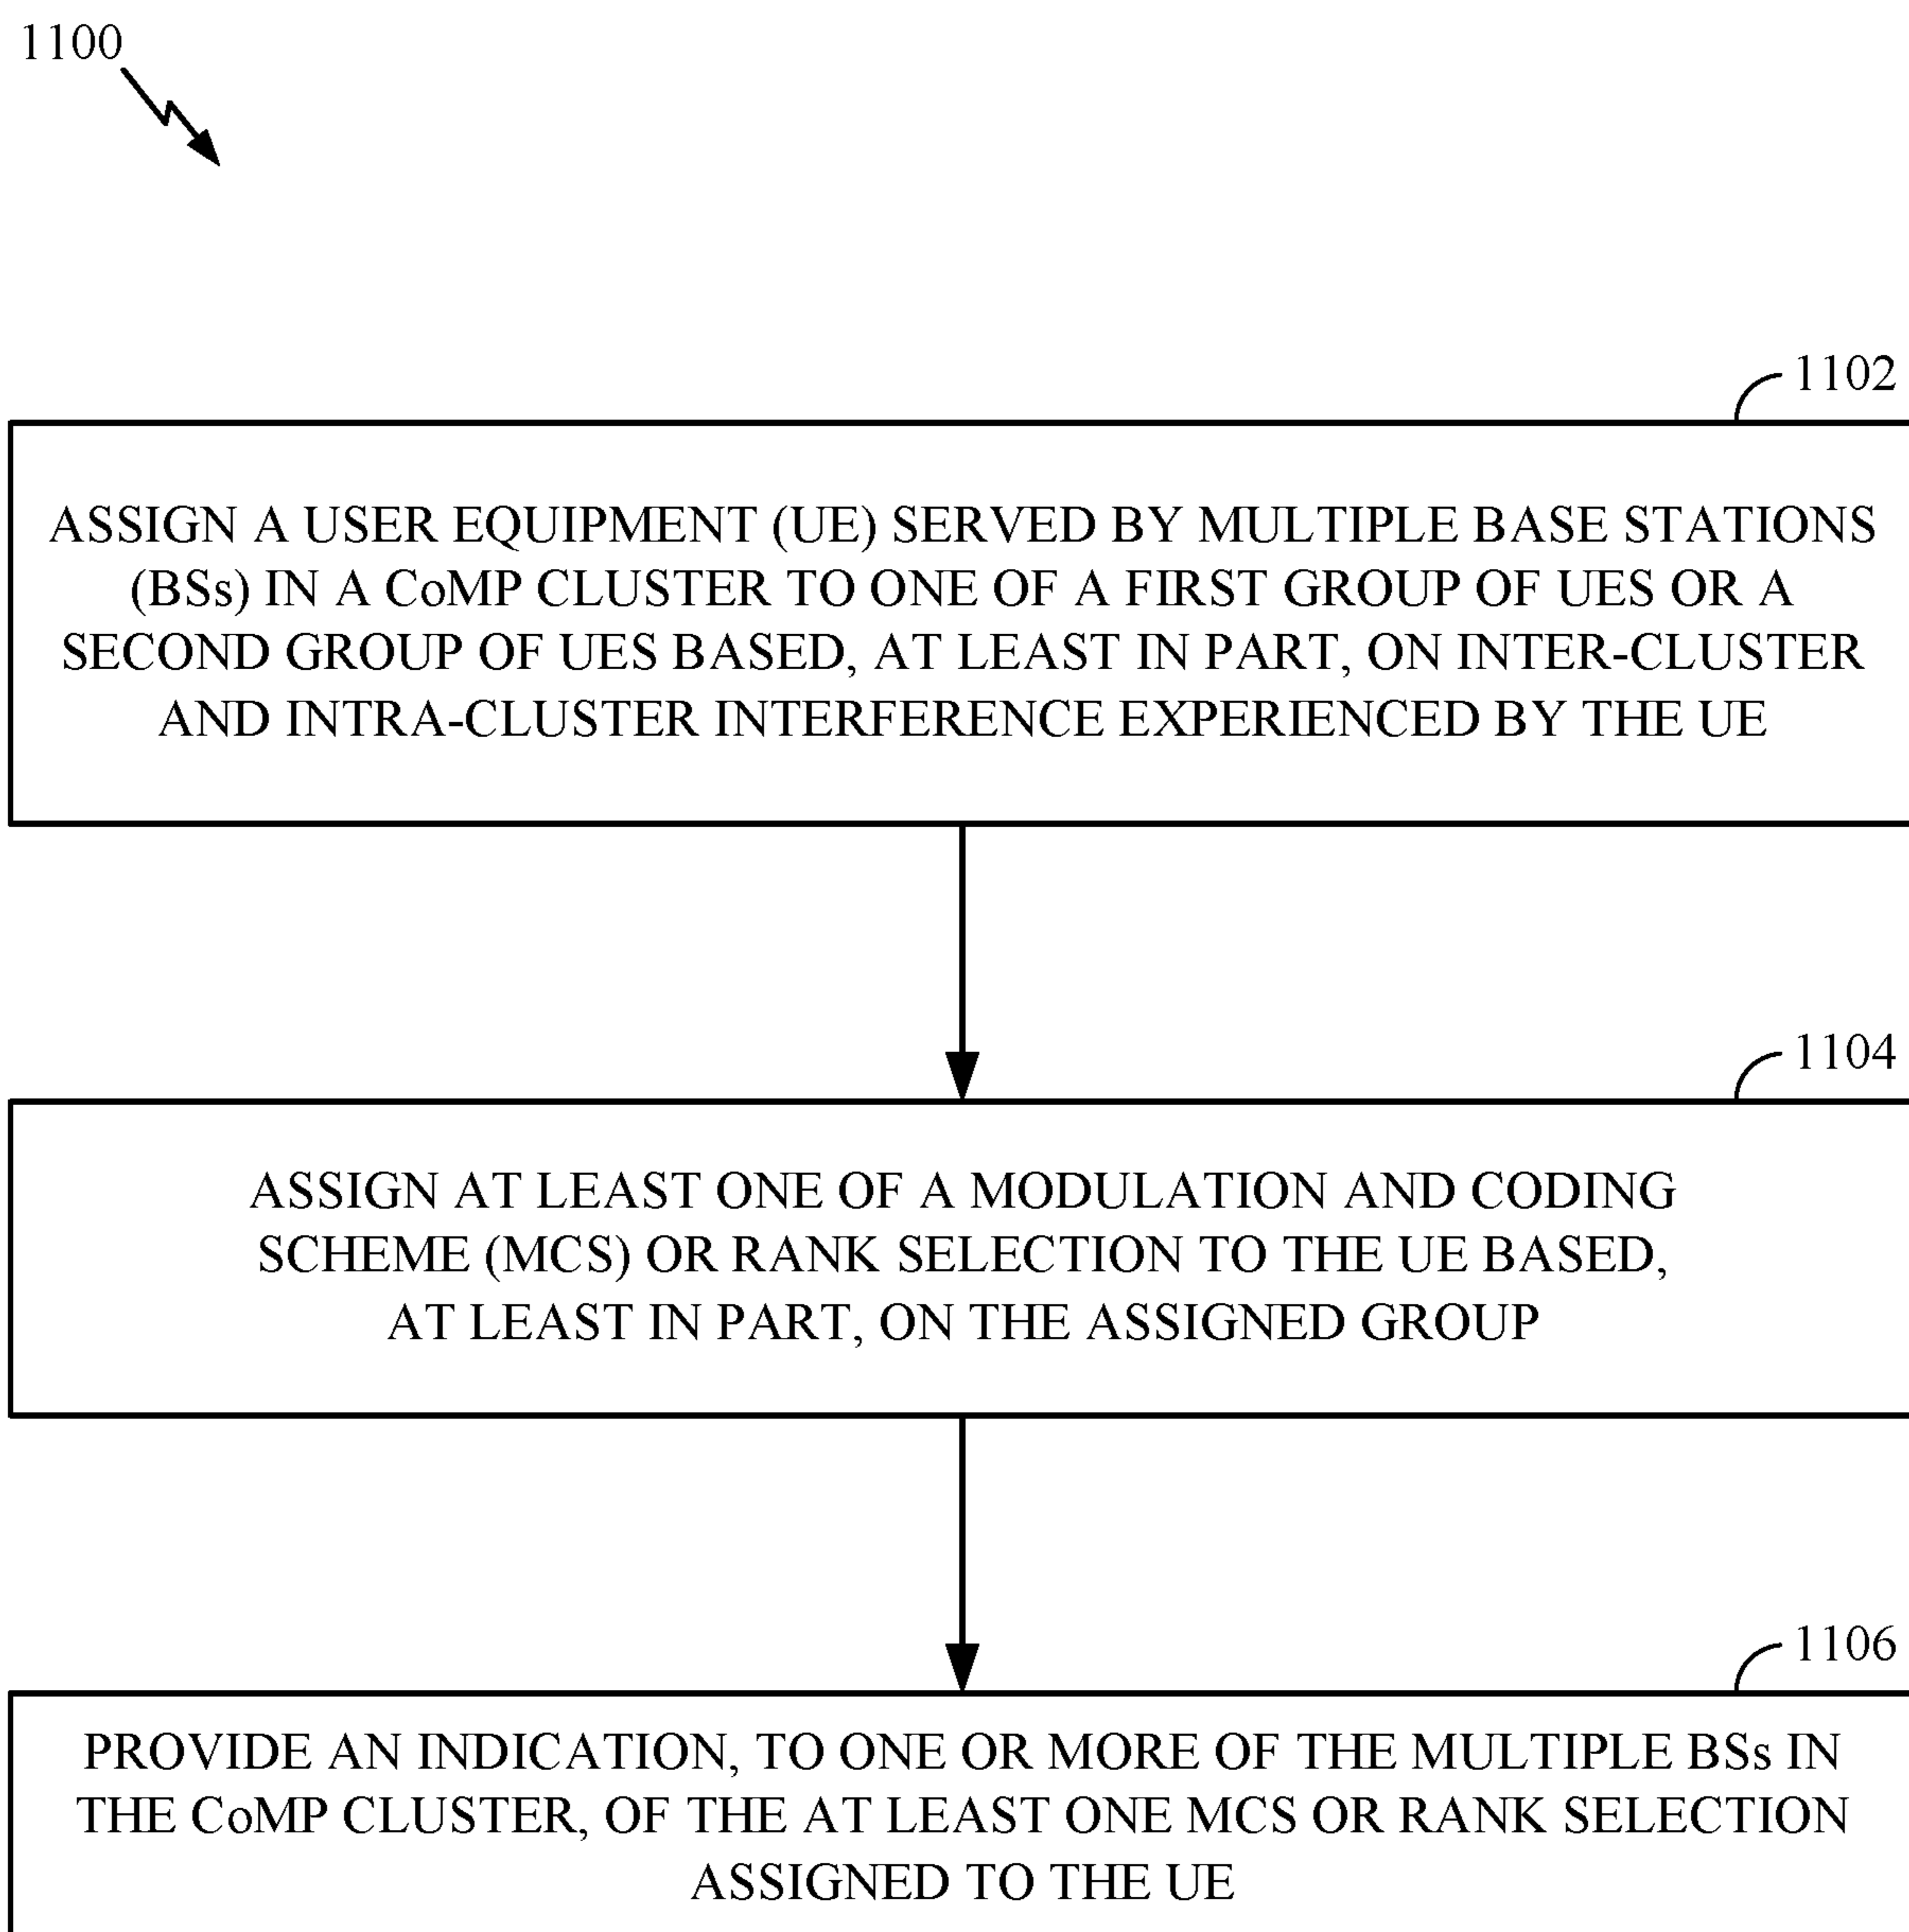 1100
1102
ASSIGN A USER EQUIPMENT (UE) SERVED BY MULTIPLE BASE STATIONS
(BSs) IN A CoMP CLUSTER TO ONE OF A FIRST GROUP OF UES OR A
SECOND GROUP OF UES BASED, AT LEAST IN PART, ON INTER-CLUSTER
AND INTRA-CLUSTER INTERFERENCE EXPERIENCED BY THE UE
1104
ASSIGN AT LEAST ONE OF A MODULATION AND CODING
SCHEME (MCS) OR RANK SELECTION TO THE UE BASED,
AT LEAST IN PART, ON THE ASSIGNED GROUP
1106
PROVIDE AN INDICATION, TO ONE OR MORE OF THE MULTIPLE BSs IN
THE CoMP CLUSTER, OF THE AT LEAST ONE MCS OR RANK SELECTION
ASSIGNED TO THE UE